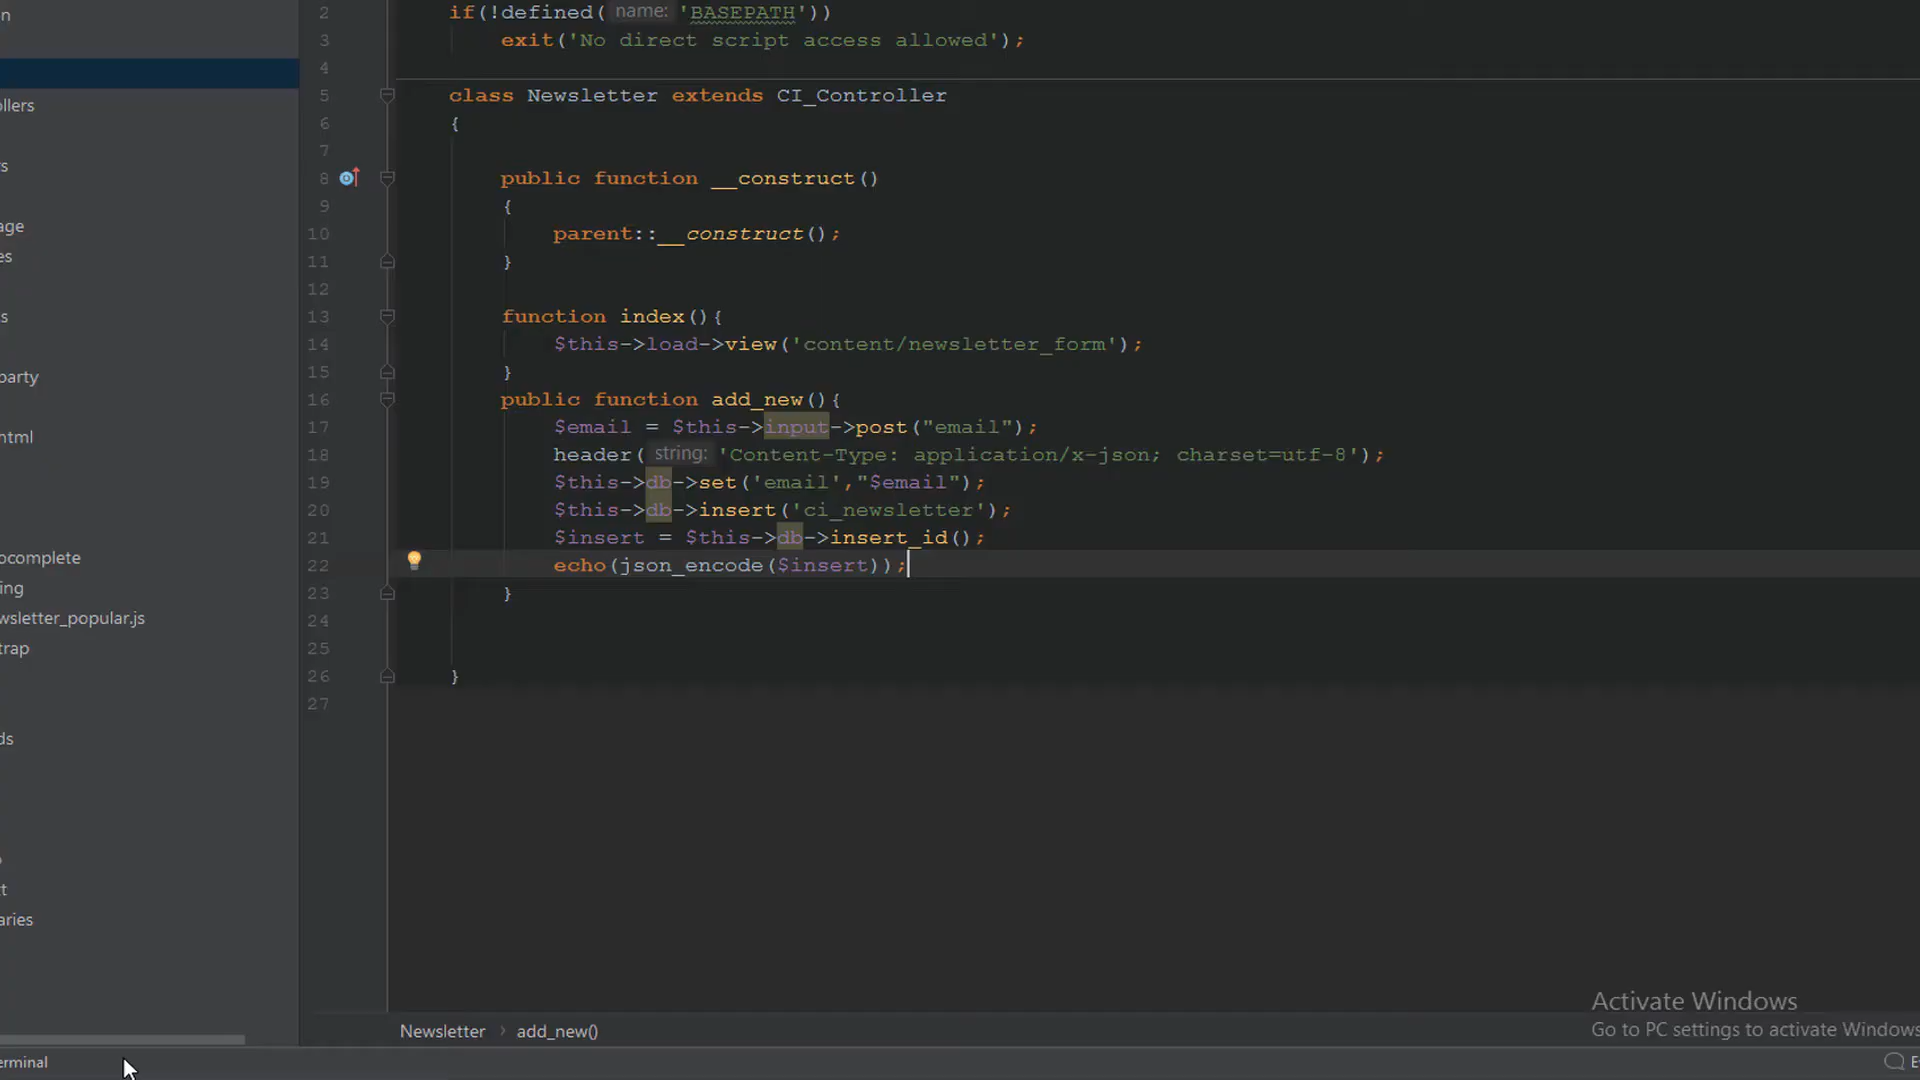 n
llers
s
age
es
s
party
html
ocomplete
ing
wsletter_popular.js
trap
ds
ct
aries
2 if(!defined( name: 'BASEPATH'))
3 exit('No direct script access allowed');
4
5 class Newsletter extends CI_Controller
6 {
7
8 public function __construct()
9 {
10 parent::__construct();
11 }
12
13 function index(){
14 $this->load->view('content/newsletter_form');
15 }
16 public function add_new(){
17 $email = $this->input->post("email");
18 header( string: 'Content-Type: application/x-json; charset=utf-8');
19 $this->db->set('email',"$email");
20 $this->db->insert('ci_newsletter');
21 $insert = $this->db->insert_id();
22 echo(json_encode($insert));
23 }
24
25
26 }
27
Activate Windows
Go to PC settings to activate Windows
Newsletter › add_new()
erminal
E